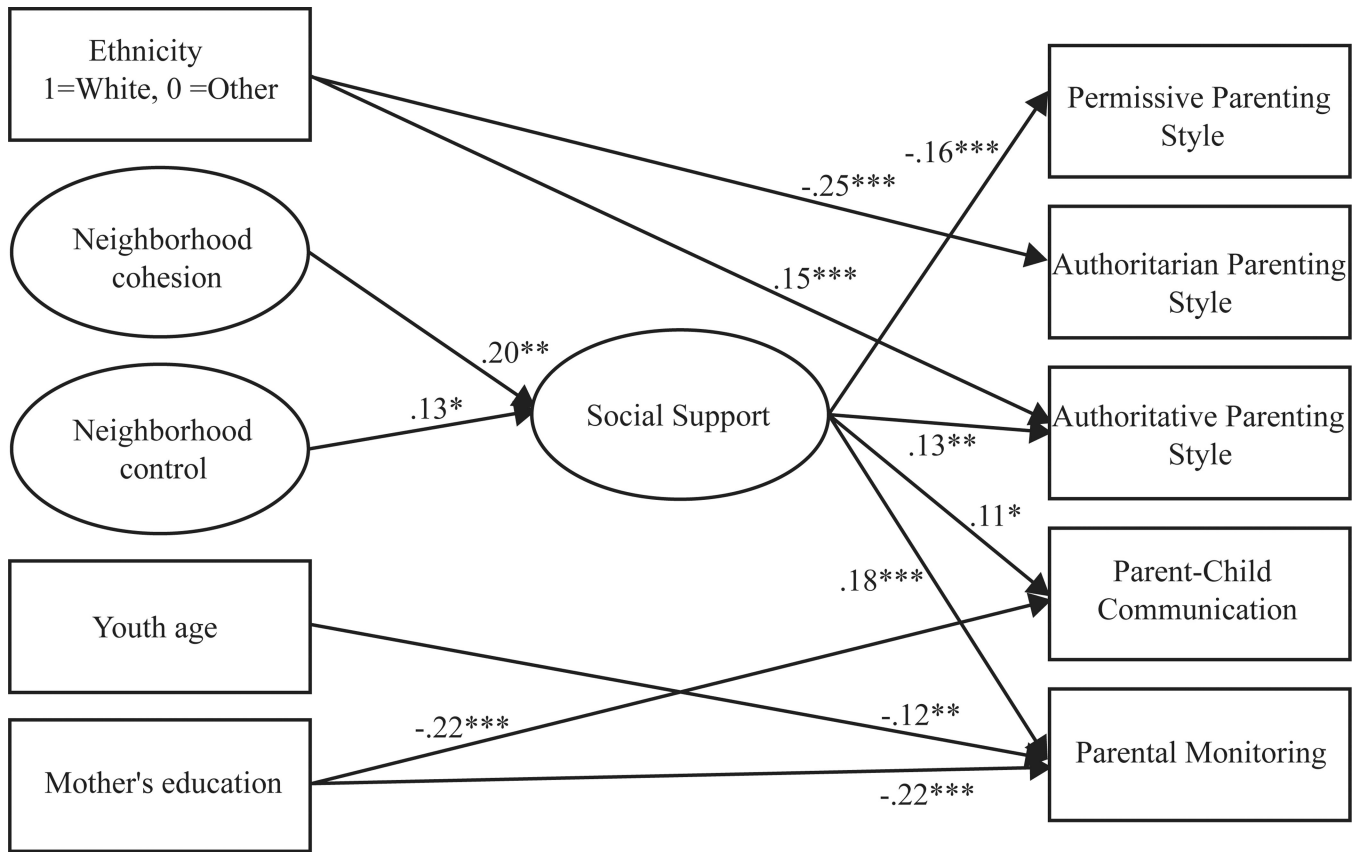 Ethnicity
1=White, 0 =Other
Neighborhood
cohesion
Neighborhood
control
Youth age
Mother's education
Social Support
.20**
.13*
-.16***
-.25***
.15***
.13**
.11*
.18***
-.22***
-.12**
-.22***
Permissive Parenting
Style
Authoritarian Parenting
Style
Authoritative Parenting
Style
Parent-Child
Communication
Parental Monitoring